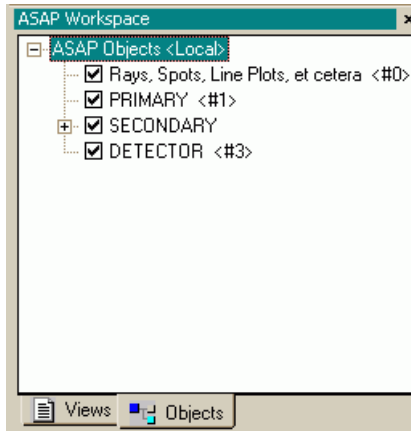 ASAP Workspace
ASAP Objects <Local>
Rays, Spots, Line Plots, et cetera <#0>
PRIMARY <#1>
SECONDARY
DETECTOR <#3>
Views Objects